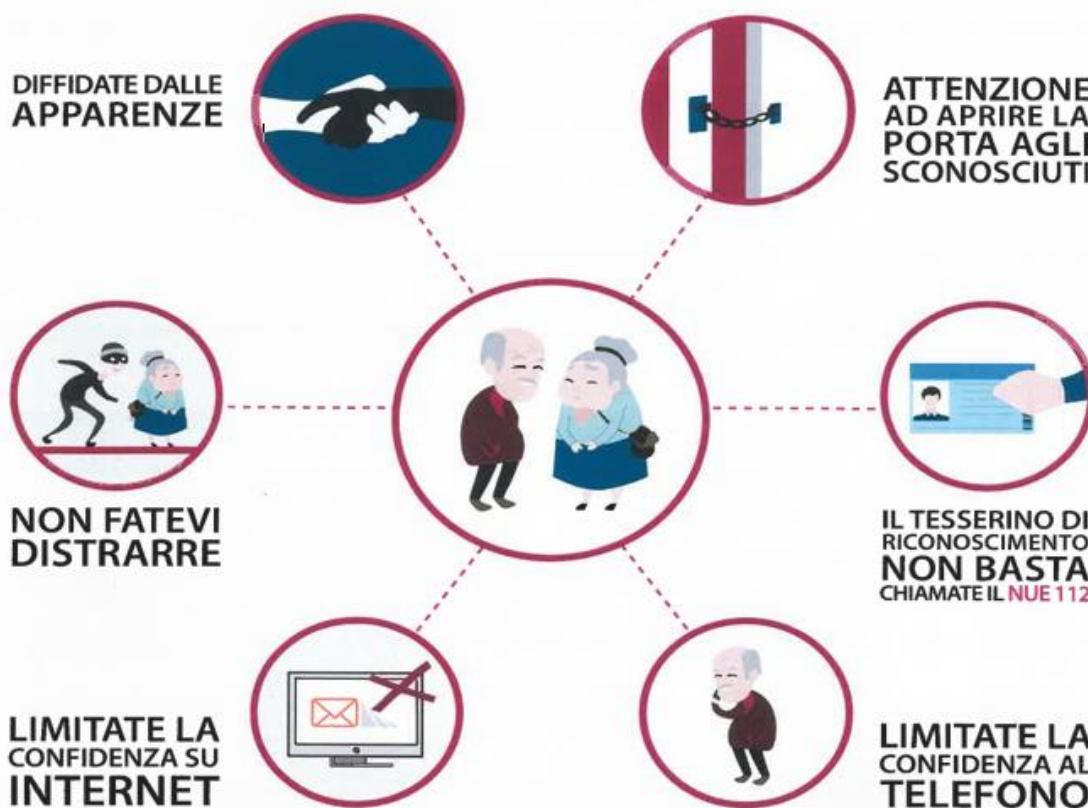 DIFFIDATE DALLE
APPARENZE
ATTENZIONE
AD APRIRE LA
PORTA AGLI
SCONOSCIUTI
NON FATEVI
DISTRARRE
IL TESSERINO DI
RICONOSCIMENTO
NON BASTA
CHIAMATE IL NUE 112
LIMITATE LA
CONFIDENZA SU
INTERNET
LIMITATE LA
CONFIDENZA AL
TELEFONO